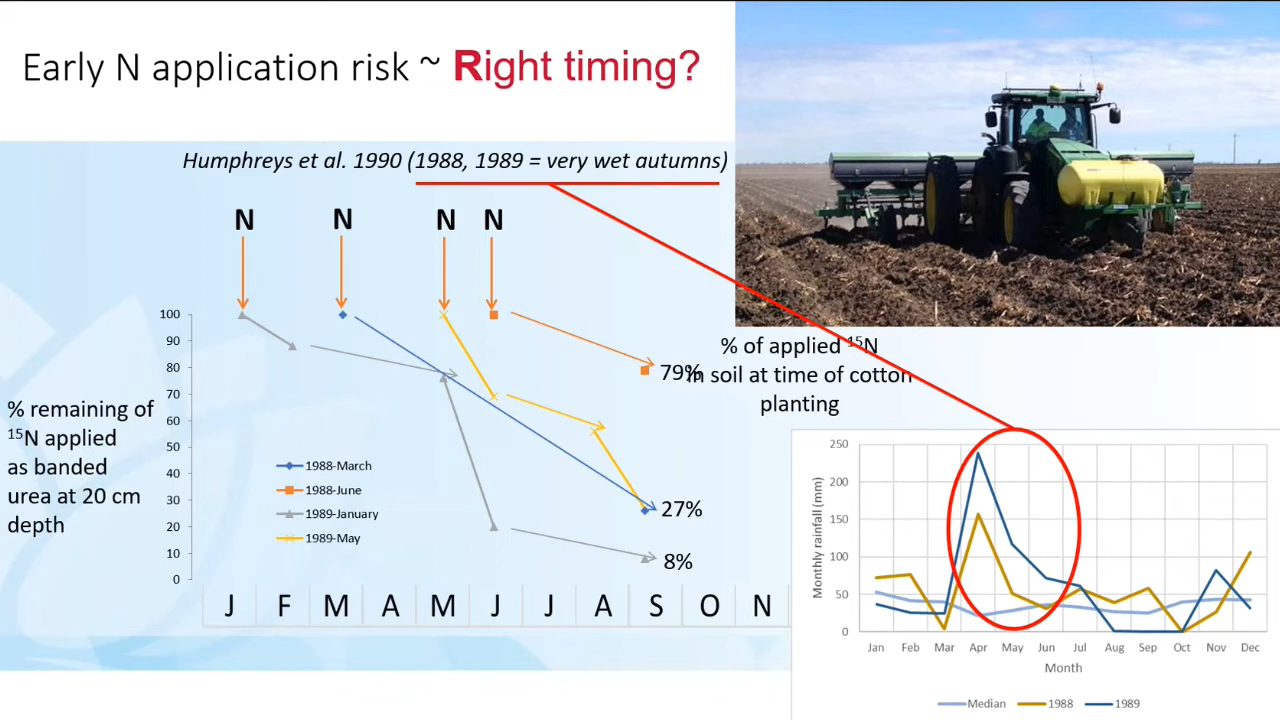 Early N application risk ~ Right timing?
Humphreys et al. 1990 (1988, 1989 = very wet autumns)
N N N N
% remaining of
15N applied
as banded
urea at 20 cm
depth
100
90
80
70
60
50
40
30
20
10
0
1988-March
1988-June
1989-January
1989-May
79%
27%
8%
J F M A M J J A S O N
% of applied 15N
in soil at time of cotton
planting
Monthly rainfall (mm)
250
200
150
100
50
0
Jan Feb Mar Apr May Jun Jul Aug Sep Oct Nov Dec
Month
Median 1988 1989